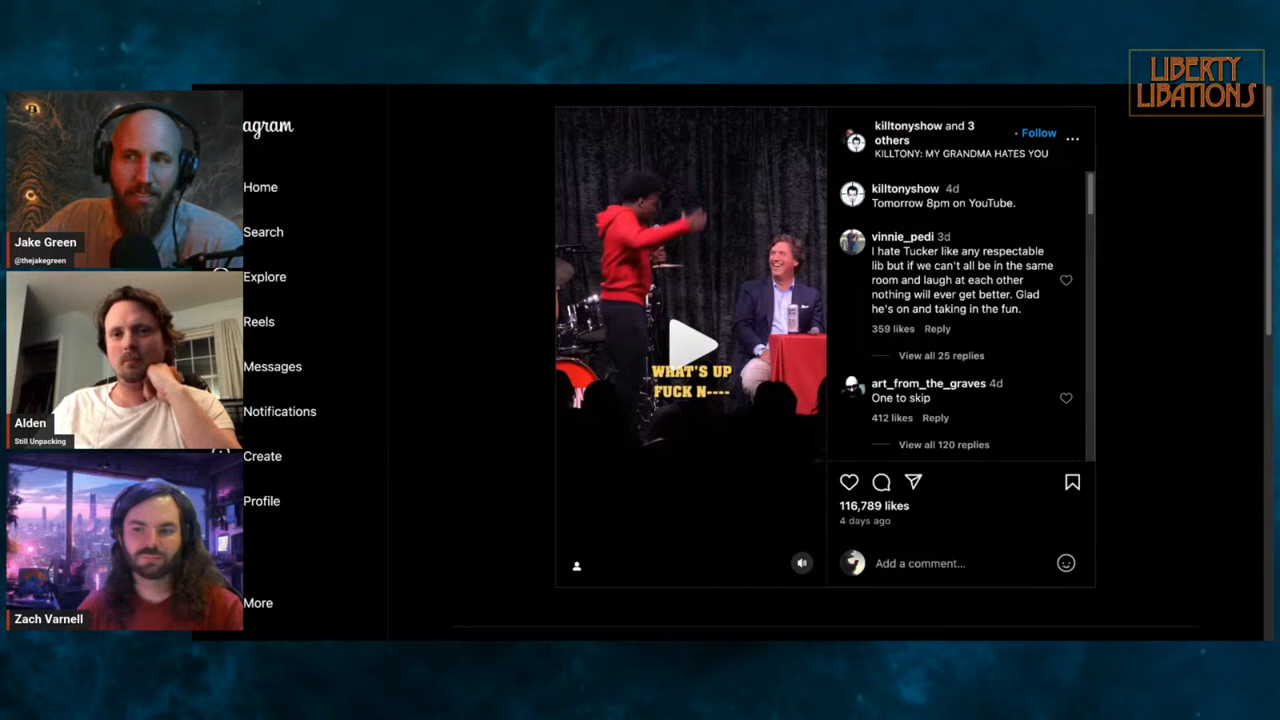 LIBERTY
LIBATIONS
agram
Home
Search
Explore
Reels
Messages
Notifications
Create
Profile
More
Jake Green
@thejakegreen
Alden
Still Unpacking
Zach Varnell
WHAT'S UP
FUCK N----
killtonyshow and 3
others
• Follow
KILLTONY: MY GRANDMA HATES YOU
killtonyshow 4d
Tomorrow 8pm on YouTube.
vinnie_pedi 3d
I hate Tucker like any respectable
lib but if we can't all be in the same
room and laugh at each other
nothing will ever get better. Glad
he's on and taking in the fun.
359 likes Reply
View all 25 replies
art_from_the_graves 4d
One to skip
412 likes Reply
View all 120 replies
116,789 likes
4 days ago
Add a comment...